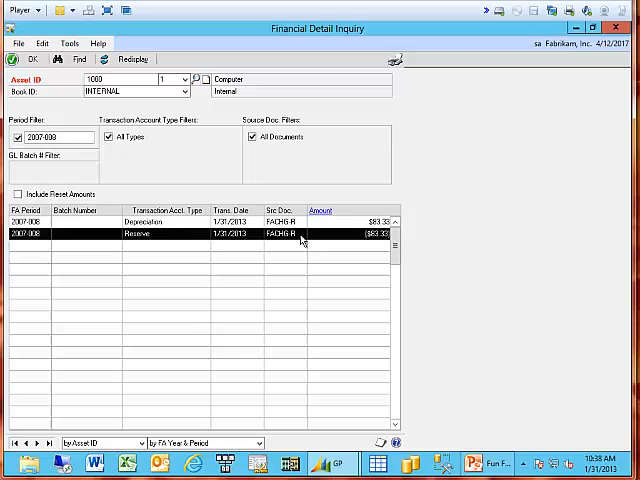 Player
Financial Detail Inquiry
File Edit Tools Help
sa Fabrikam, Inc. 4/12/2017
OK Find Redisplay
Asset ID 1000 1 Computer
Book ID: INTERNAL Internal
Period Filter: Transaction Account Type Filters: Source Doc. Filters:
2007-008 All Types All Documents
GL Batch # Filter:
Include Reset Amounts
FA Period Batch Number Transaction Acct. Type Trans. Date Src Doc. Amount
2007-008 Depreciation 1/31/2013 FACHG-R $83.33
2007-008 Reserve 1/31/2013 FACHG-R ($83.33)
by Asset ID by FA Year & Period
GP Fun F... 10:38 AM
1/31/2013